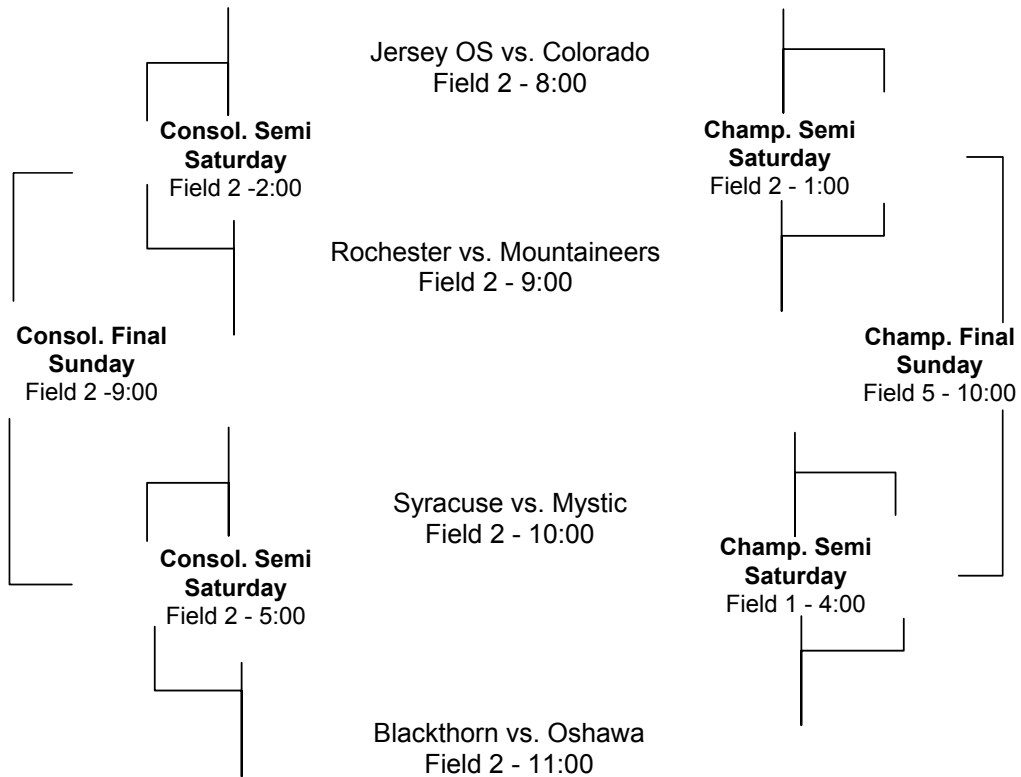 Jersey OS vs. Colorado
Field 2 - 8:00
Consol. Semi
Saturday
Field 2 -2:00
Champ. Semi
Saturday
Field 2 - 1:00
Rochester vs. Mountaineers
Field 2 - 9:00
Consol. Final
Sunday
Field 2 -9:00
Champ. Final
Sunday
Field 5 - 10:00
Syracuse vs. Mystic
Field 2 - 10:00
Consol. Semi
Saturday
Field 2 - 5:00
Champ. Semi
Saturday
Field 1 - 4:00
Blackthorn vs. Oshawa
Field 2 - 11:00